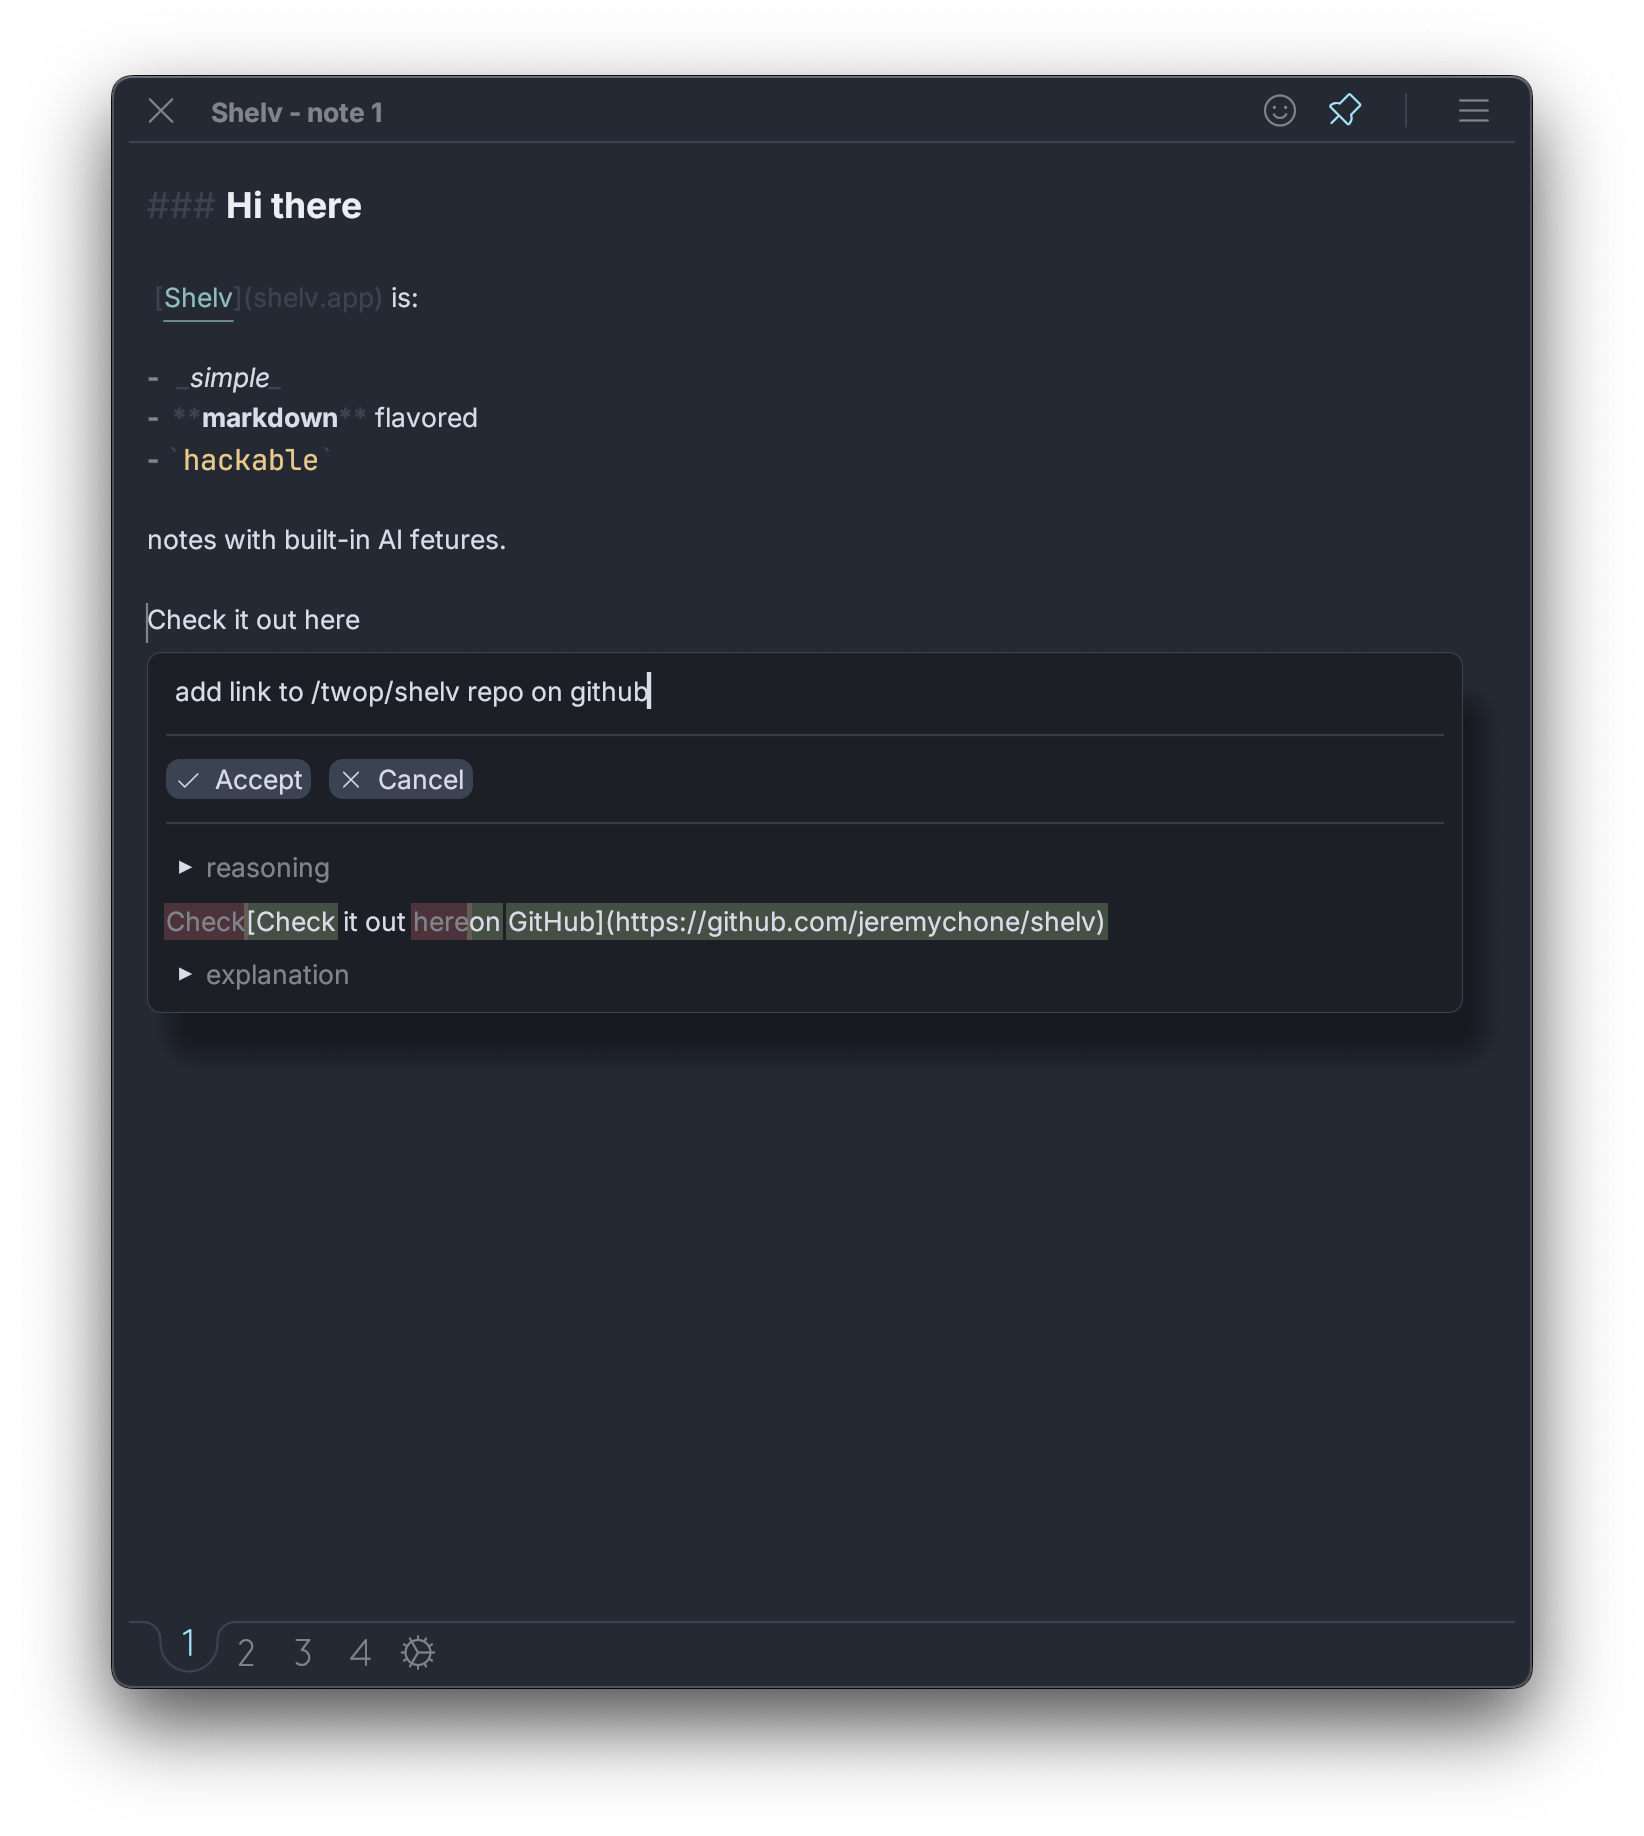 Shelv - note 1
### Hi there
[Shelv](shelv.app) is:
- _simple_
- **markdown** flavored
- `hackable`
notes with built-in AI fetures.
Check it out here
add link to /twop/shelv repo on github
Accept Cancel
reasoning
Check[Check it out hereon GitHub](https://github.com/jeremychone/shelv)
explanation
1 2 3 4